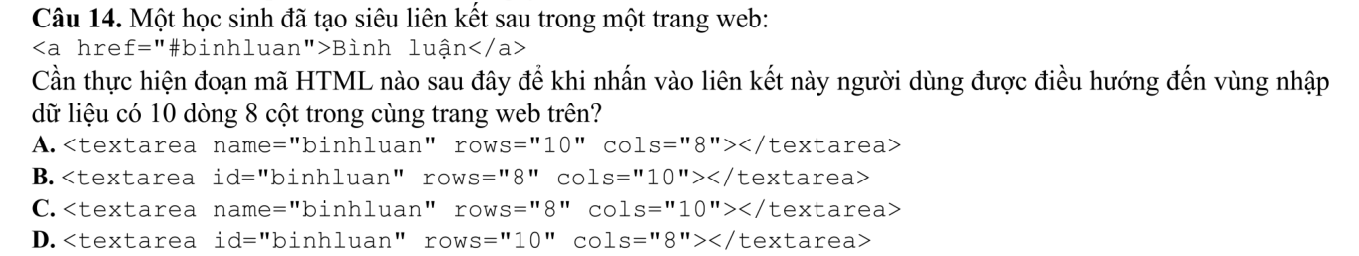 Câu 14. Một học sinh đã tạo siêu liên kết sau trong một trang web:
<a href="#binhluan">Bình luận</a>
Cần thực hiện đoạn mã HTML nào sau đây để khi nhấn vào liên kết này người dùng được điều hướng đến vùng nhập
dữ liệu có 10 dòng 8 cột trong cùng trang web trên?
A. <textarea name="binhluan" rows="10" cols="8"></textarea>
B. <textarea id="binhluan" rows="8" cols="10"></textarea>
C. <textarea name="binhluan" rows="8" cols="10"></textarea>
D. <textarea id="binhluan" rows="10" cols="8"></textarea>